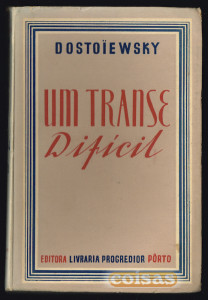 DOSTOÏEWSKY
UM TRANSE
Difícil
EDITORA LIVRARIA PROGREDIOR PÔRTO
coisas